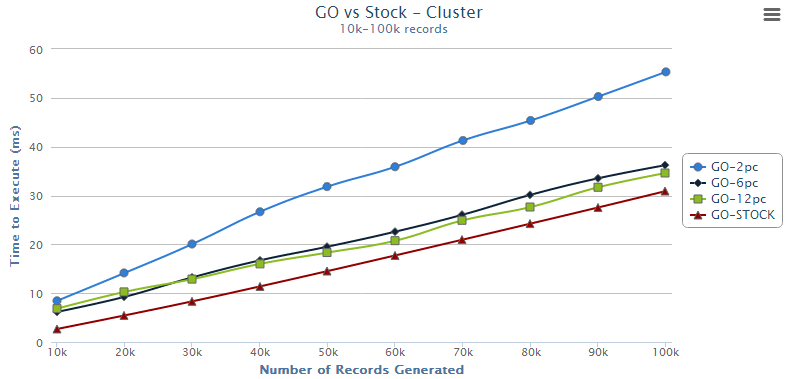 GO vs Stock - Cluster
10k-100k records
60
50
40
30
20
10
0
Time to Execute (ms)
10k 20k 30k 40k 50k 60k 70k 80k 90k 100k
Number of Records Generated
GO-2pc
GO-6pc
GO-12pc
GO-STOCK